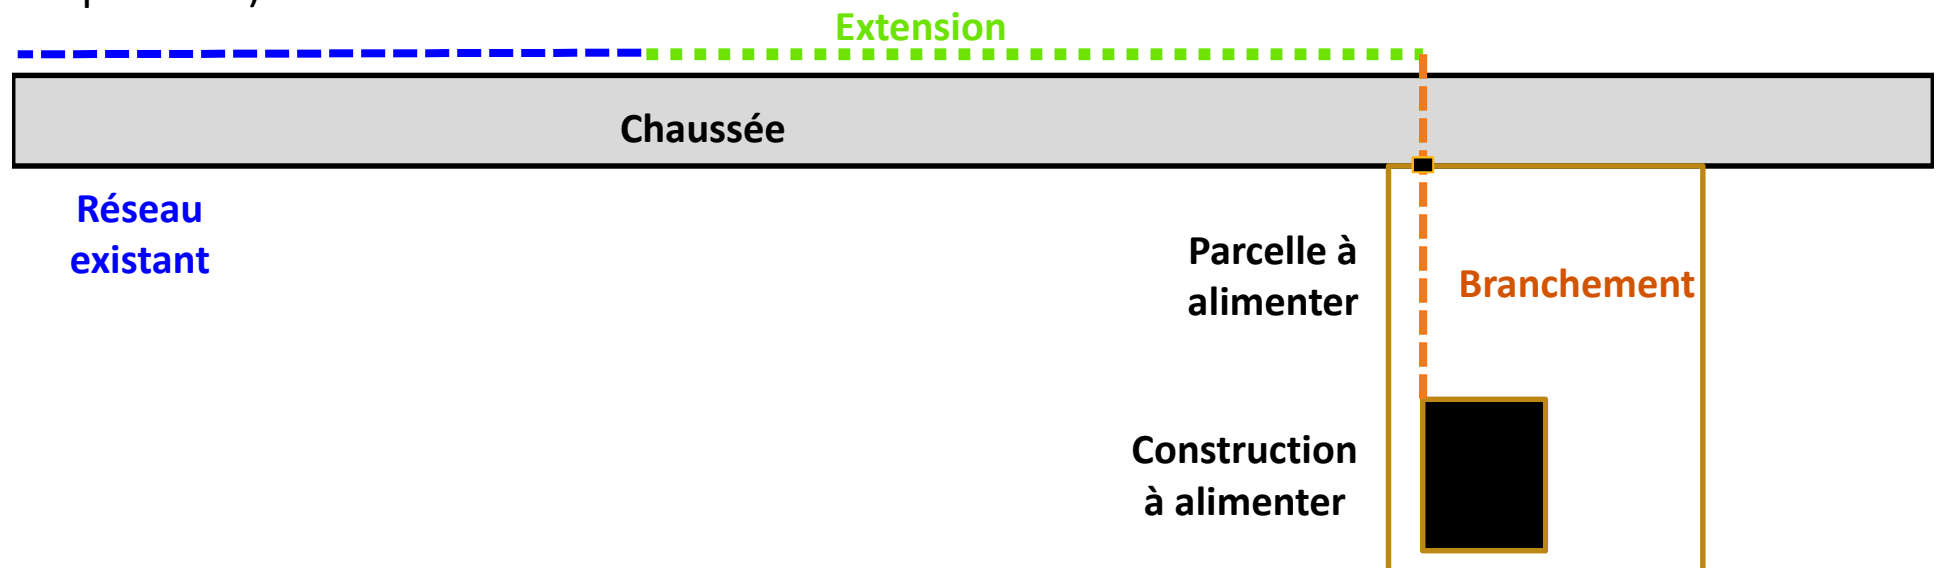 Extension
Chaussée
Réseau
existant
Parcelle à
alimenter
Branchement
Construction
à alimenter